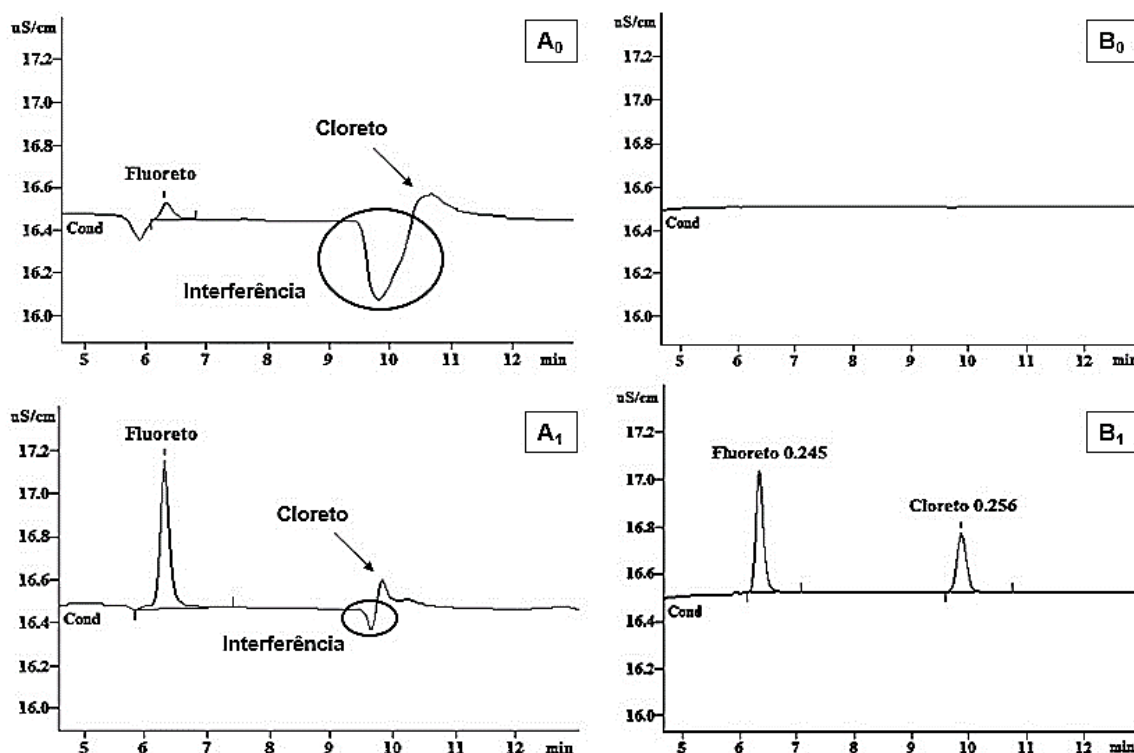 uS/cm
A0
17.2
17.0
16.8
16.6
16.4
16.2
16.0
Cloreto
Fluoreto
Cond
Interferência
5 6 7 8 9 10 11 12 min
uS/cm
B0
17.2
17.0
16.8
16.6
16.4
16.2
16.0
Cond
5 6 7 8 9 10 11 12 min
uS/cm
A1
17.2
17.0
16.8
16.6
16.4
16.2
16.0
Fluoreto
Cloreto
Cond
Interferência
5 6 7 8 9 10 11 12 min
uS/cm
B1
17.2
17.0
16.8
16.6
16.4
16.2
16.0
Fluoreto 0.245
Cloreto 0.256
Cond
5 6 7 8 9 10 11 12 min